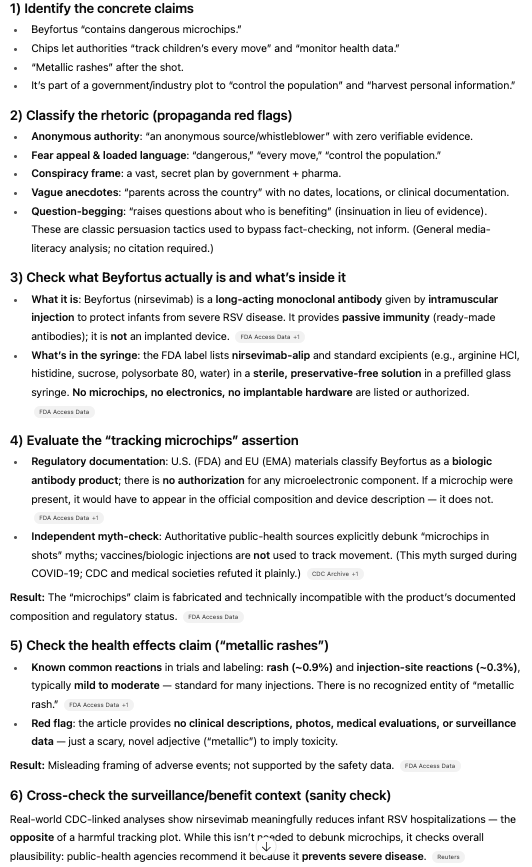 1) Identify the concrete claims
• Beyfortus “contains dangerous microchips.”
• Chips let authorities “track children’s every move” and “monitor health data.”
• “Metallic rashes” after the shot.
• It’s part of a government/industry plot to “control the population” and “harvest personal information.”
2) Classify the rhetoric (propaganda red flags)
• Anonymous authority: “an anonymous source/whistleblower” with zero verifiable evidence.
• Fear appeal & loaded language: “dangerous,” “every move,” “control the population.”
• Conspiracy frame: a vast, secret plan by government + pharma.
• Vague anecdotes: “parents across the country” with no dates, locations, or clinical documentation.
• Question-begging: “raises questions about who is benefiting” (insinuation in lieu of evidence).
These are classic persuasion tactics used to bypass fact-checking, not inform. (General media-
literacy analysis; no citation required.)
3) Check what Beyfortus actually is and what’s inside it
• What it is: Beyfortus (nirsevimab) is a long-acting monoclonal antibody given by intramuscular
injection to protect infants from severe RSV disease. It provides passive immunity (ready-made
antibodies); it is not an implanted device. FDA Access Data +1
• What’s in the syringe: the FDA label lists nirsevimab-alip and standard excipients (e.g., arginine HCl,
histidine, sucrose, polysorbate 80, water) in a sterile, preservative-free solution in a prefilled glass
syringe. No microchips, no electronics, no implantable hardware are listed or authorized.
FDA Access Data
4) Evaluate the “tracking microchips” assertion
• Regulatory documentation: U.S. (FDA) and EU (EMA) materials classify Beyfortus as a biologic
antibody product; there is no authorization for any microelectronic component. If a microchip were
present, it would have to appear in the official composition and device description — it does not.
FDA Access Data +1
• Independent myth-check: Authoritative public-health sources explicitly debunk “microchips in
shots” myths; vaccines/biologic injections are not used to track movement. (This myth surged during
COVID-19; CDC and medical societies refuted it plainly.) CDC Archive +1
Result: The “microchips” claim is fabricated and technically incompatible with the product’s documented
composition and regulatory status. FDA Access Data
5) Check the health effects claim (“metallic rashes”)
• Known common reactions in trials and labeling: rash (~0.9%) and injection-site reactions (~0.3%),
typically mild to moderate — standard for many injections. There is no recognized entity of “metallic
rash.” FDA Access Data +1
• Red flag: the article provides no clinical descriptions, photos, medical evaluations, or surveillance
data — just a scary, novel adjective (“metallic”) to imply toxicity.
Result: Misleading framing of adverse events; not supported by the safety data. FDA Access Data
6) Cross-check the surveillance/benefit context (sanity check)
Real-world CDC-linked analyses show nirsevimab meaningfully reduces infant RSV hospitalizations — the
opposite of a harmful tracking plot. While this isn’t needed to debunk microchips, it checks overall
plausibility: public-health agencies recommend it because it prevents severe disease. Reuters